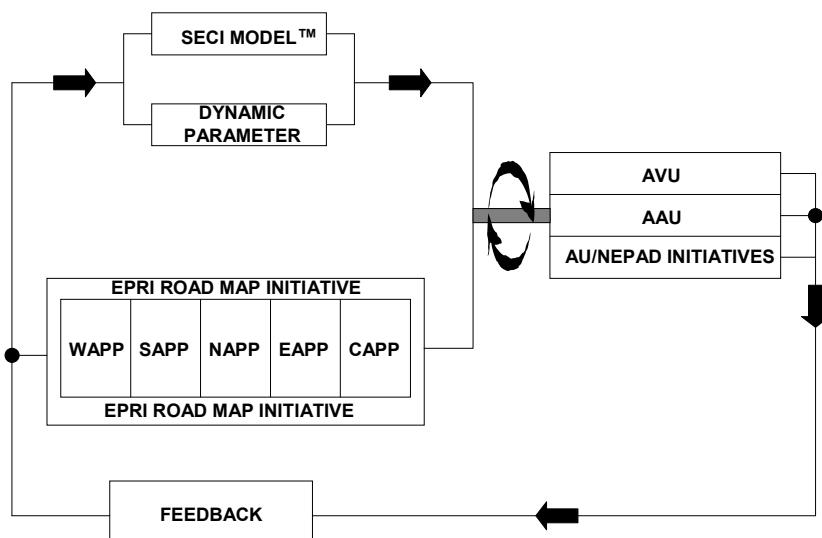 SECI MODEL™
DYNAMIC
PARAMETER
AVU
AAU
AU/NEPAD INITIATIVES
EPRI ROAD MAP INITIATIVE
WAPP SAPP NAPP EAPP CAPP
EPRI ROAD MAP INITIATIVE
FEEDBACK